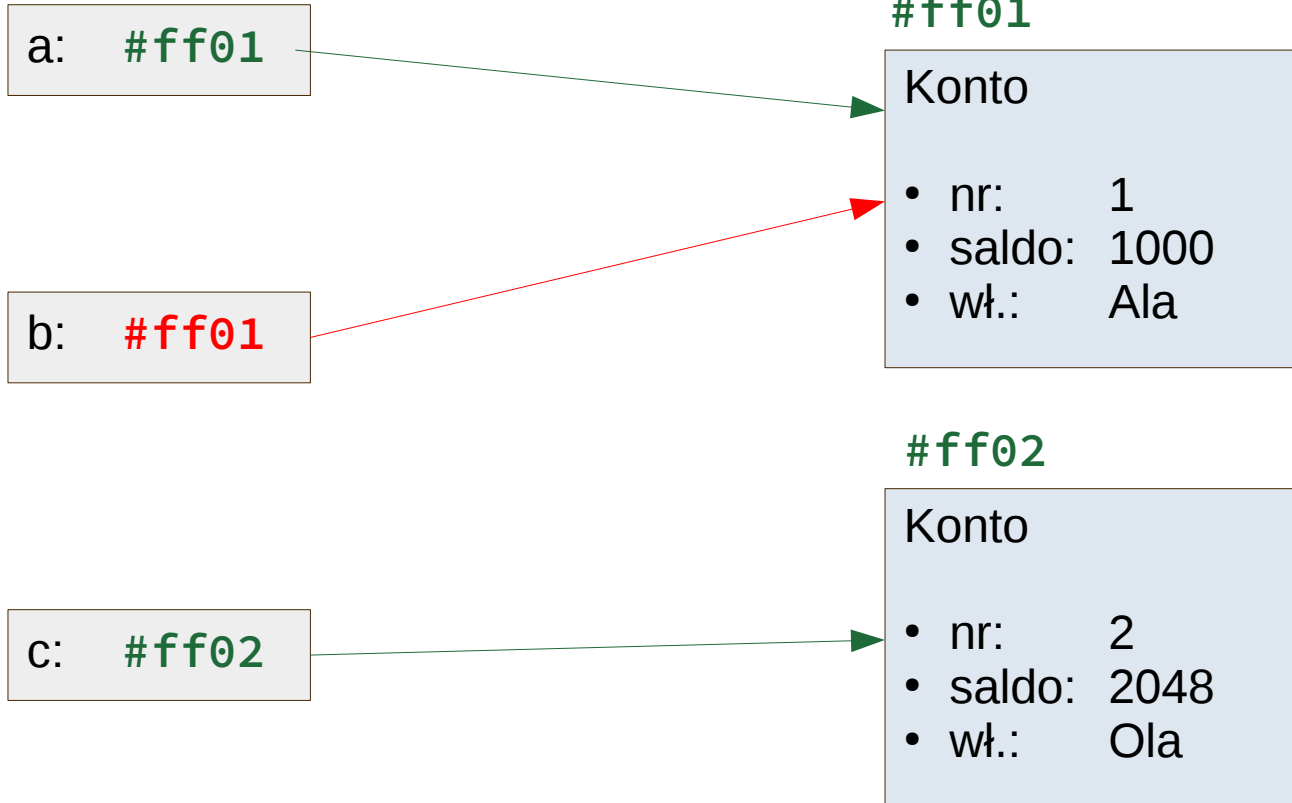 a: #ff01
b: #ff01
c: #ff02
#ff01
Konto
• nr: 1
• saldo: 1000
• wł.: Ala
#ff02
Konto
• nr: 2
• saldo: 2048
• wł.: Ola